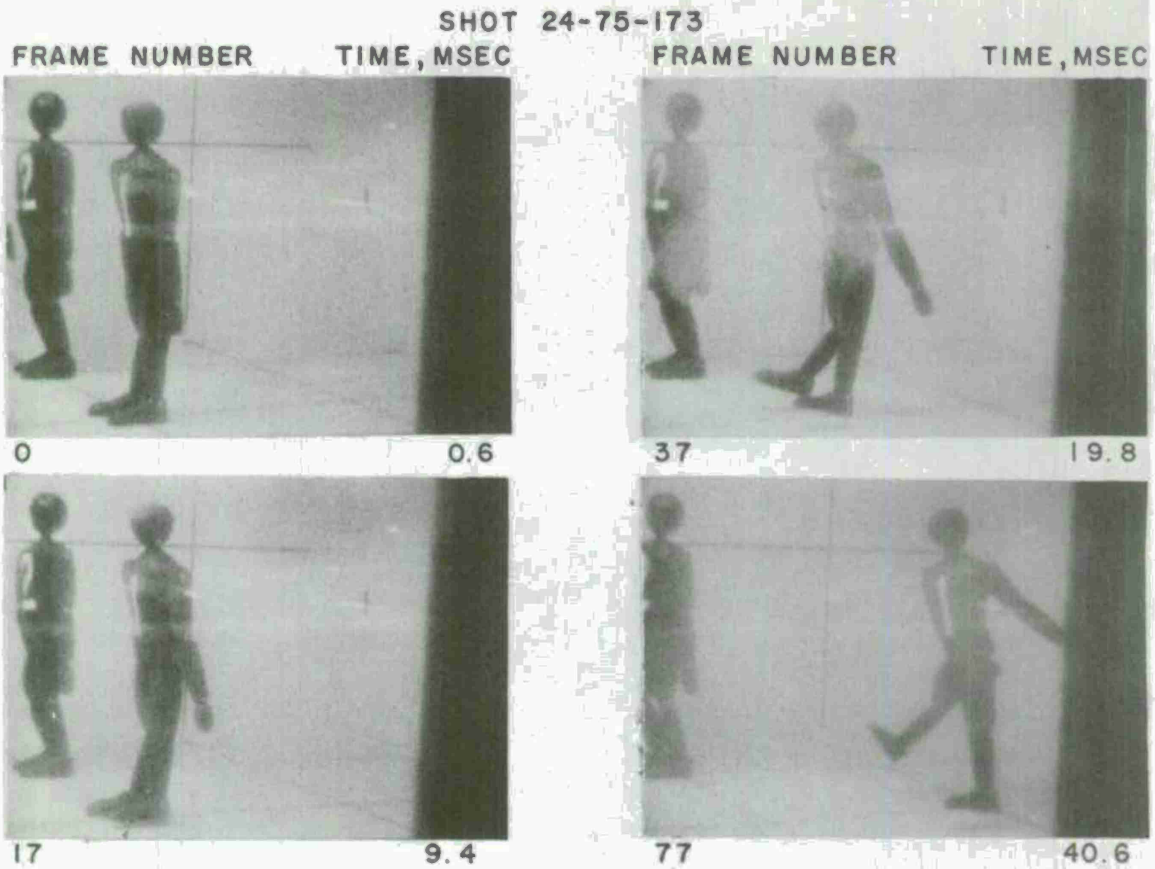 SHOT 24-75-173
FRAME NUMBER TIME, MSEC FRAME NUMBER TIME, MSEC
0 0.6 37 19.8
17 9.4 77 40.6